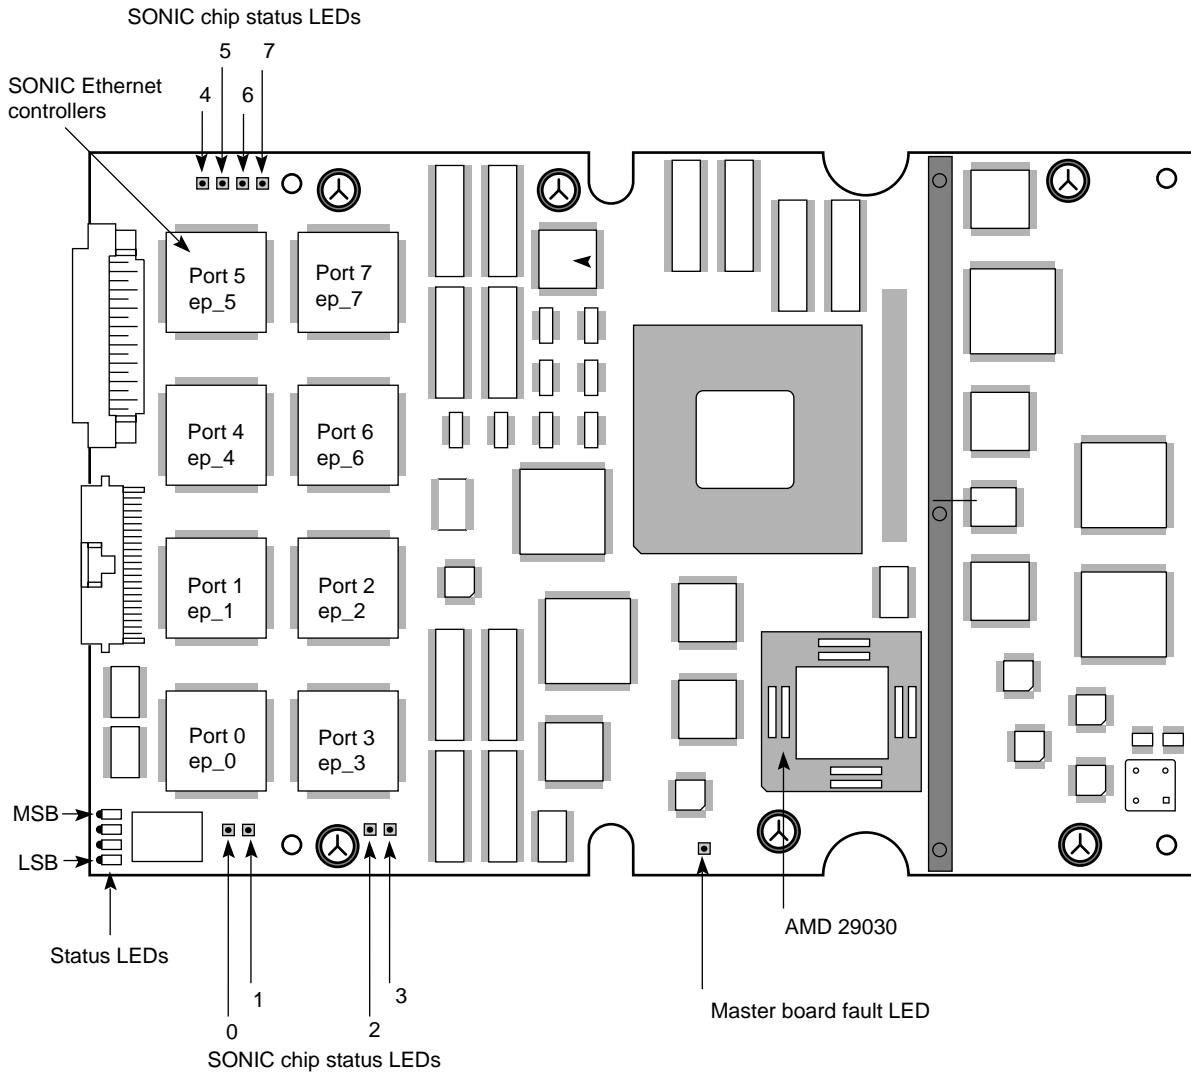 SONIC chip status LEDs
5 7
SONIC Ethernet
controllers
4 6
Port 5
ep_5
Port 7
ep_7
Port 4
ep_4
Port 6
ep_6
Port 1
ep_1
Port 2
ep_2
Port 0
ep_0
Port 3
ep_3
MSB
LSB
Status LEDs
AMD 29030
1 3
Master board fault LED
0 2
SONIC chip status LEDs